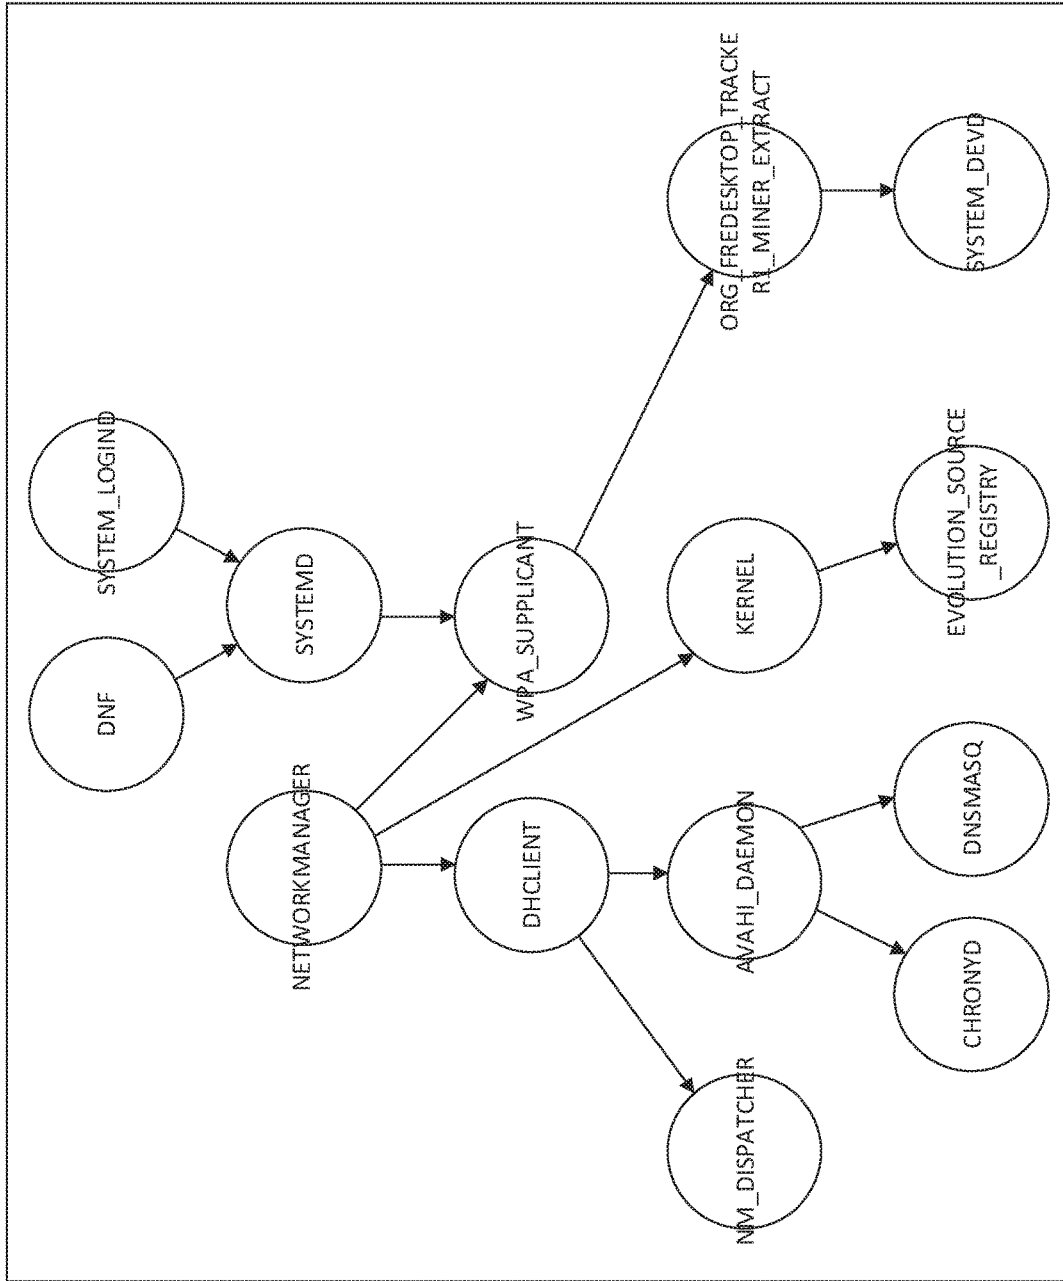 DNF
SYSTEM_LOGIND
NETWORKMANAGER
SYSTEMD
DHCLIENT
WPA_SUPPLICANT
NM_DISPATCHER
AVAHI_DAEMON
KERNEL
ORG_FREDESKTOP_TRACKE
R1_MINER_EXTRACT
CHRONYD
DNSMASQ
EVOLUTION_SOURCE
_REGISTRY
SYSTEM_DEVD